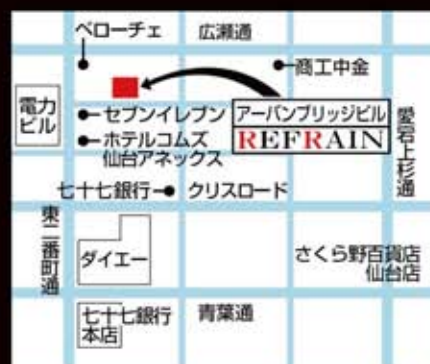 ベローチェ
広瀬通
商工中金
電力
ビル
セブンイレブン
アーバンブリッジビル
REFRAIN
ホテルコムズ
仙台アネックス
愛宕上杉通
七十七銀行
クリスロード
東二番町通
ダイエー
さくら野百貨店
仙台店
七十七銀行
本店
青葉通